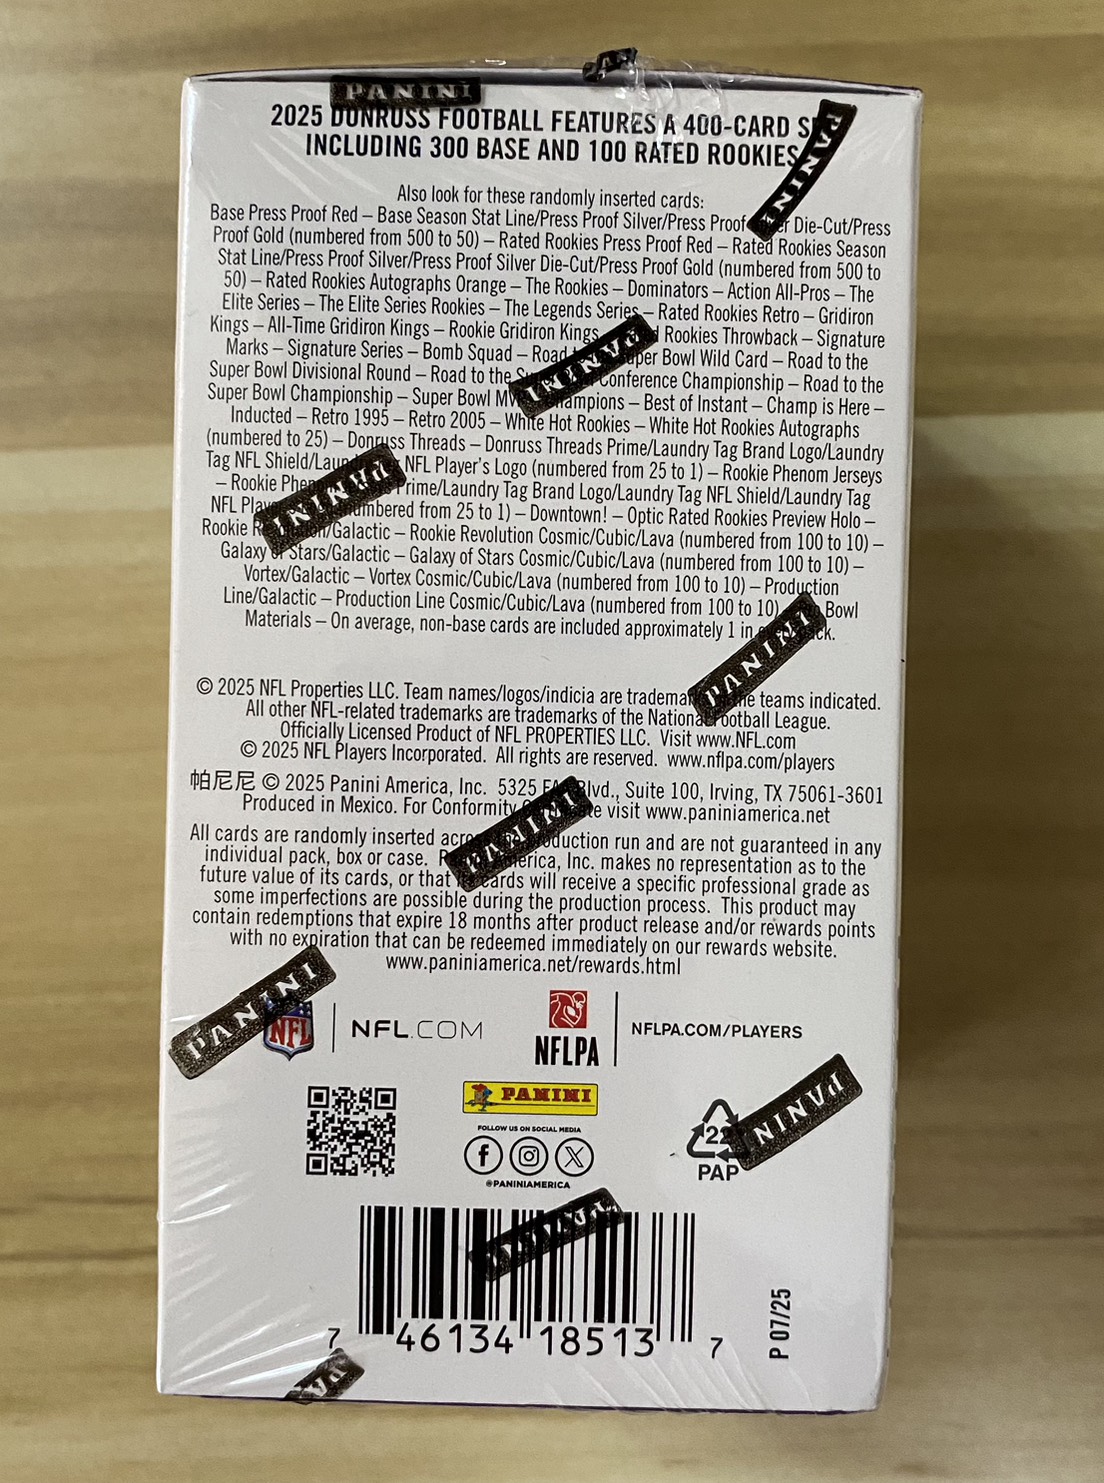 PANINI
2025 DONRUSS FOOTBALL FEATURES A 400-CARD
INCLUDING 300 BASE AND 100 RATED ROOKIES
PANINI
Also look for these randomly inserted cards:
Base Press Proof Red – Base Season Stat Line/Press Proof Silver/Press Proof Die-Cut/Press
Proof Gold (numbered from 500 to 50) – Rated Rookies Press Proof Red – Rated Rookies Season
Stat Line/Press Proof Silver/Press Proof Silver Die-Cut/Press Proof Gold (numbered from 500 to
50) – Rated Rookies Autographs Orange – The Rookies – Dominators – Action All-Pros – The
Elite Series – The Elite Series Rookies – The Legends Series – Rated Rookies Retro – Gridiron
Kings – All-Time Gridiron Kings – Rookie Gridiron Kings Rookies Throwback – Signature
Marks – Signature Series – Bomb Squad – Road Bowl Wild Card – Road to the
Super Bowl Divisional Round – Road to the Conference Championship – Road to the
Super Bowl Championship – Super Bowl – Best of Instant – Champ is Here –
Inducted – Retro 1995 – Retro 2005 – White Hot Rookies – White Hot Rookies Autographs
(numbered to 25) – Donruss Threads – Donruss Threads Prime/Laundry Tag Brand Logo/Laundry
Tag NFL NFL Player's Logo (numbered from 25 to 1) – Rookie Phenom Jerseys
– Rookie Prime/Laundry Tag Brand Logo/Laundry Tag NFL Shield/Laundry Tag
NFL from 25 to 1) – Downtown! – Optic Rated Rookies Preview Holo –
Rookie – Rookie Revolution Cosmic/Cubic/Lava (numbered from 100 to 10) –
Galaxy of Stars/Galactic – Galaxy of Stars Cosmic/Cubic/Lava (numbered from 100 to 10) –
Vortex/Galactic – Vortex Cosmic/Cubic/Lava (numbered from 100 to 10) – Production
Line/Galactic – Production Line Cosmic/Cubic/Lava (numbered from 100 to 10) Bowl
Materials – On average, non-base cards are included approximately 1 in
PANINI
PANINI
PANINI
© 2025 NFL Properties LLC. Team names/logos/indicia are teams indicated.
All other NFL-related trademarks are trademarks of the National Football League.
Officially Licensed Product of NFL PROPERTIES LLC. Visit www.NFL.com
© 2025 NFL Players Incorporated. All rights are reserved. www.nflpa.com/players
帕尼尼 © 2025 Panini America, Inc. 5325 Blvd., Suite 100, Irving, TX 75061-3601
Produced in Mexico. For Conformity visit www.paniniamerica.net
PANINI
All cards are randomly inserted production run and are not guaranteed in any
individual pack, box or case. America, Inc. makes no representation as to the
future value of its cards, or that its cards will receive a specific professional grade as
some imperfections are possible during the production process. This product may
contain redemptions that expire 18 months after product release and/or rewards points
with no expiration that can be redeemed immediately on our rewards website.
www.paniniamerica.net/rewards.html
PANINI
NFL
NFL.COM
NFLPA
NFLPA.COM/PLAYERS
PANINI
FOLLOW US ON SOCIAL MEDIA
@PANINIAMERICA
22
PAP
PANINI
7 46134 18513 7
P 07/25